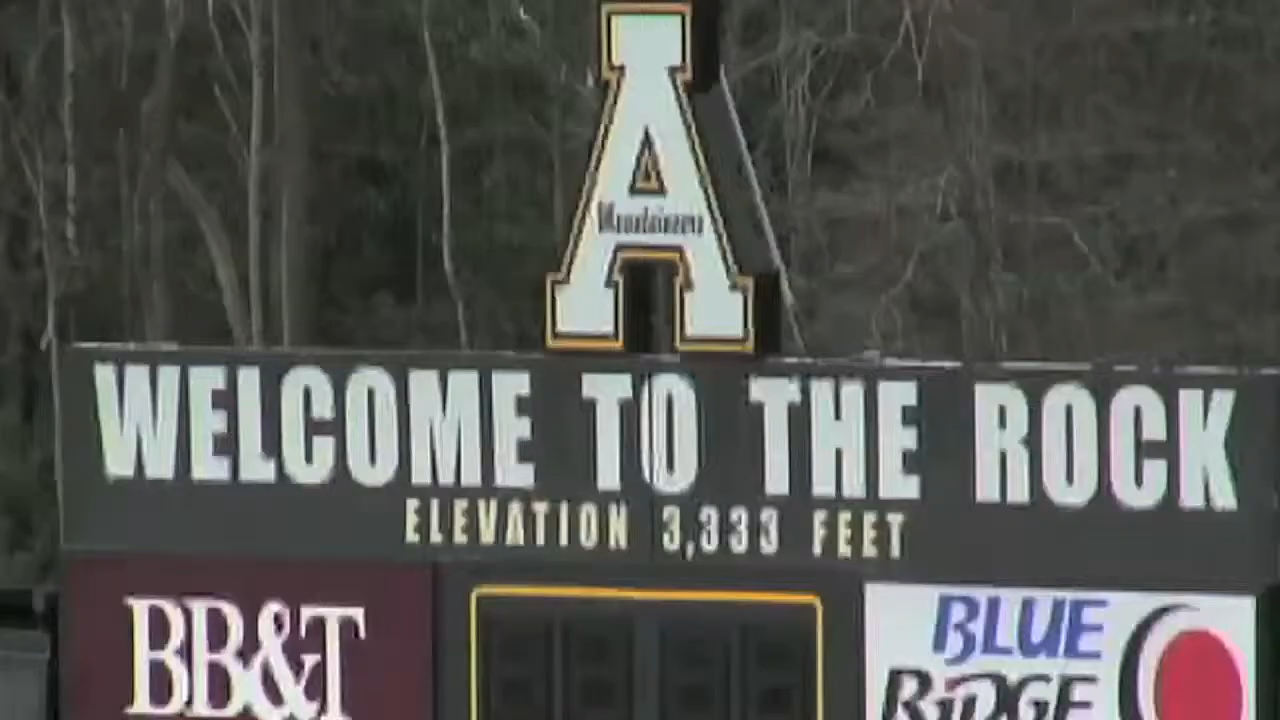 A
Mountaineers
WELCOME TO THE ROCK
ELEVATION 3,333 FEET
BB&T
BLUE
RiDGE